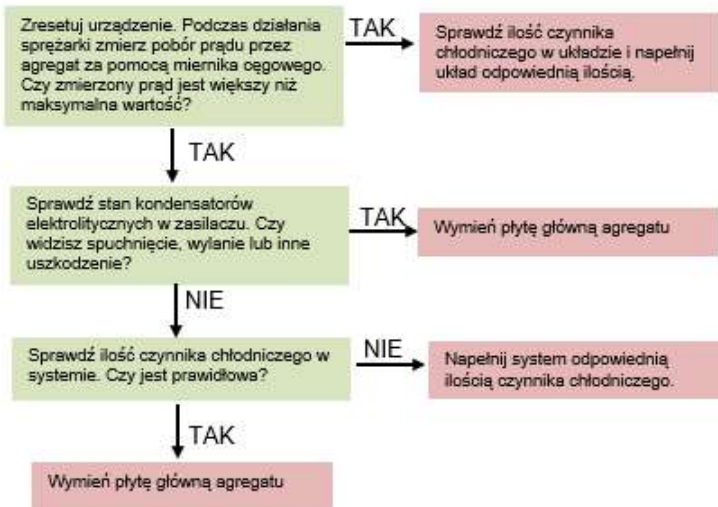 Zresetuj urządzenie. Podczas działania
sprężarki zmierz pobór prądu przez
agregat za pomocą miernika cęgowego.
Czy zmierzony prąd jest większy niż
maksymalna wartość?
TAK
Sprawdź ilość czynnika
chłodniczego w układzie i napełnij
układ odpowiednią ilością.
TAK
Sprawdź stan kondensatorów
elektrolitycznych w zasilaczu. Czy
widzisz spuchnięcie, wylanie lub inne
uszkodzenie?
TAK
Wymień płytę główną agregatu
NIE
Sprawdź ilość czynnika chłodniczego w
systemie. Czy jest prawidłowa?
NIE
Napełnij system odpowiednią
ilością czynnika chłodniczego.
TAK
Wymień płytę główną agregatu